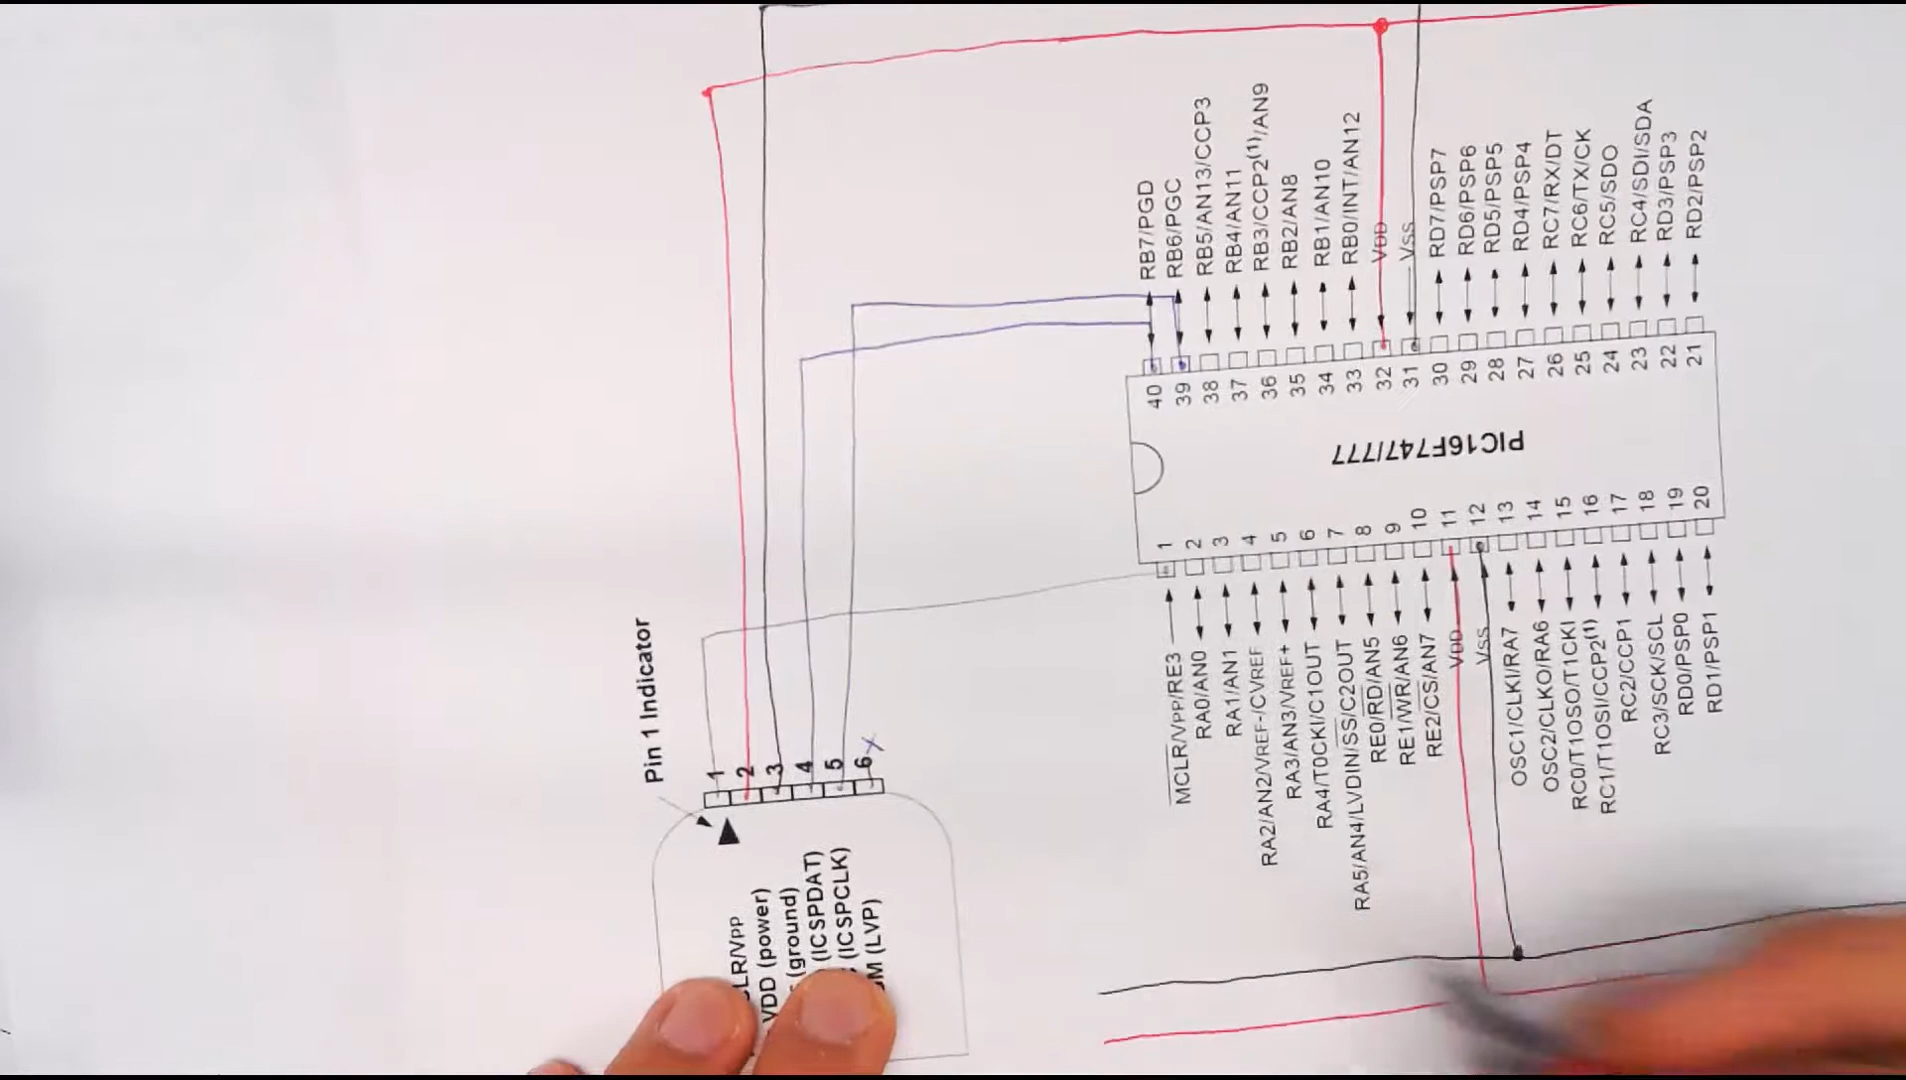 RB7/PGD
RB6/PGC
RB5/AN13/CCP3
RB4/AN11
RB3/CCP2(1)/AN9
RB2/AN8
RB1/AN10
RB0/INT/AN12
VDD
VSS
RD7/PSP7
RD6/PSP6
RD5/PSP5
RD4/PSP4
RC7/RX/DT
RC6/TX/CK
RC5/SDO
RC4/SDI/SDA
RD3/PSP3
RD2/PSP2
40 39 38 37 36 35 34 33 32 31 30 29 28 27 26 25 24 23 22 21
PIC16F747/777
1 2 3 4 5 6 7 8 9 10 11 12 13 14 15 16 17 18 19 20
MCLR/VPP/RE3
RA0/AN0
RA1/AN1
RA2/AN2/VREF-/CVREF
RA3/AN3/VREF+
RA4/T0CKI/C1OUT
RA5/AN4/LVDIN/SS/C2OUT
RE0/RD/AN5
RE1/WR/AN6
RE2/CS/AN7
VDD
VSS
OSC1/CLKI/RA7
OSC2/CLKO/RA6
RC0/T1OSO/T1CKI
RC1/T1OSI/CCP2(1)
RC2/CCP1
RC3/SCK/SCL
RD0/PSP0
RD1/PSP1
Pin 1 Indicator
1 2 3 4 5 6 X
CLR/VPP
VDD (power)
(ground)
(ICSPDAT)
(ICSPCLK)
(LVP)